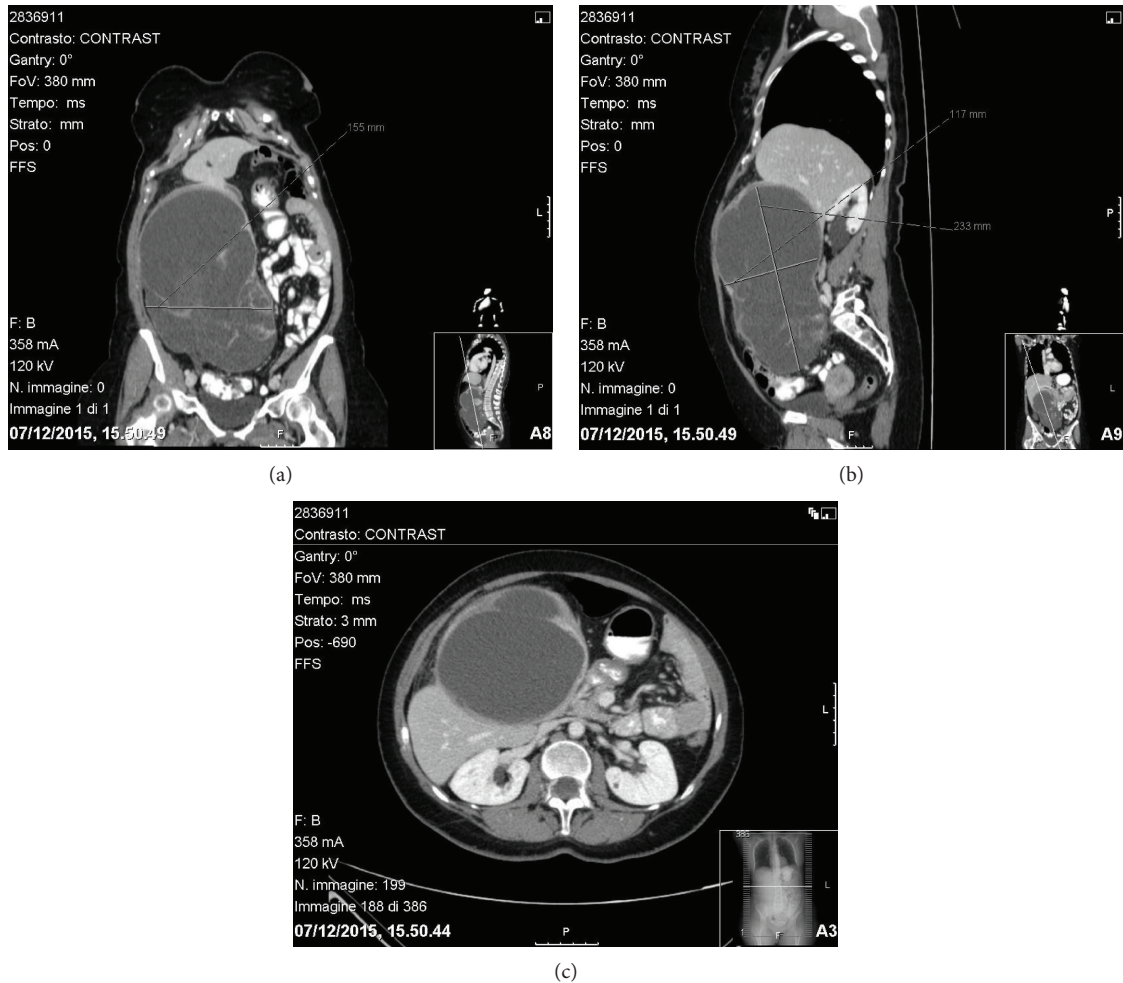 2836911
Contrasto: CONTRAST
Gantry: 0°
FoV: 380 mm
Tempo: ms
Strato: mm
Pos: 0
FFS
155 mm
L
F: B
358 mA
120 kV
N. immagine: 0
Immagine 1 di 1
07/12/2015, 15.50.49
F
P
F
A8
(a)
2836911
Contrasto: CONTRAST
Gantry: 0°
FoV: 380 mm
Tempo: ms
Strato: mm
Pos: 0
FFS
117 mm
P
233 mm
F: B
358 mA
120 kV
N. immagine: 0
Immagine 1 di 1
07/12/2015, 15.50.49
F
L
F
A9
(b)
2836911
Contrasto: CONTRAST
Gantry: 0°
FoV: 380 mm
Tempo: ms
Strato: 3 mm
Pos: -690
FFS
L
F: B
358 mA
120 kV
N. immagine: 199
Immagine 188 di 386
07/12/2015, 15.50.44
P
386
L
1
F
A3
(c)